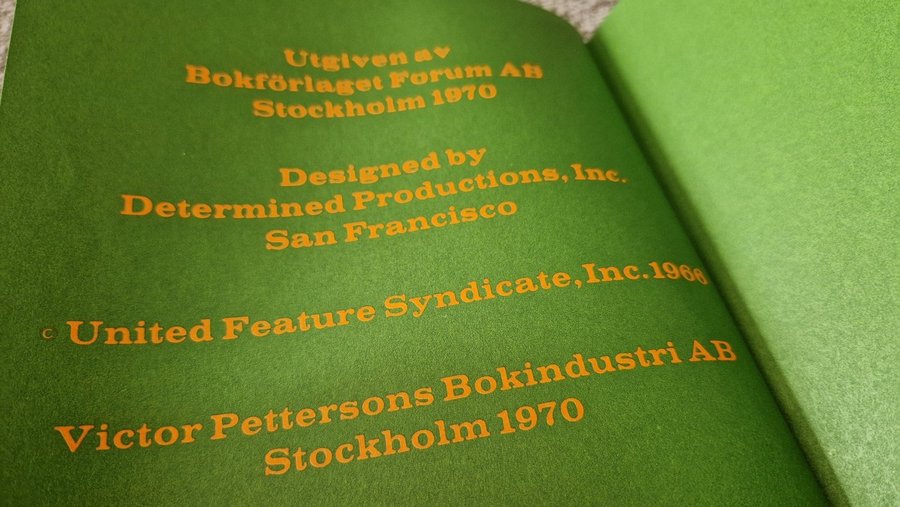 Utgiven av
Bokförlaget Forum AB
Stockholm 1970
Designed by
Determined Productions, Inc.
San Francisco
c United Feature Syndicate, Inc. 1966
Victor Pettersons Bokindustri AB
Stockholm 1970